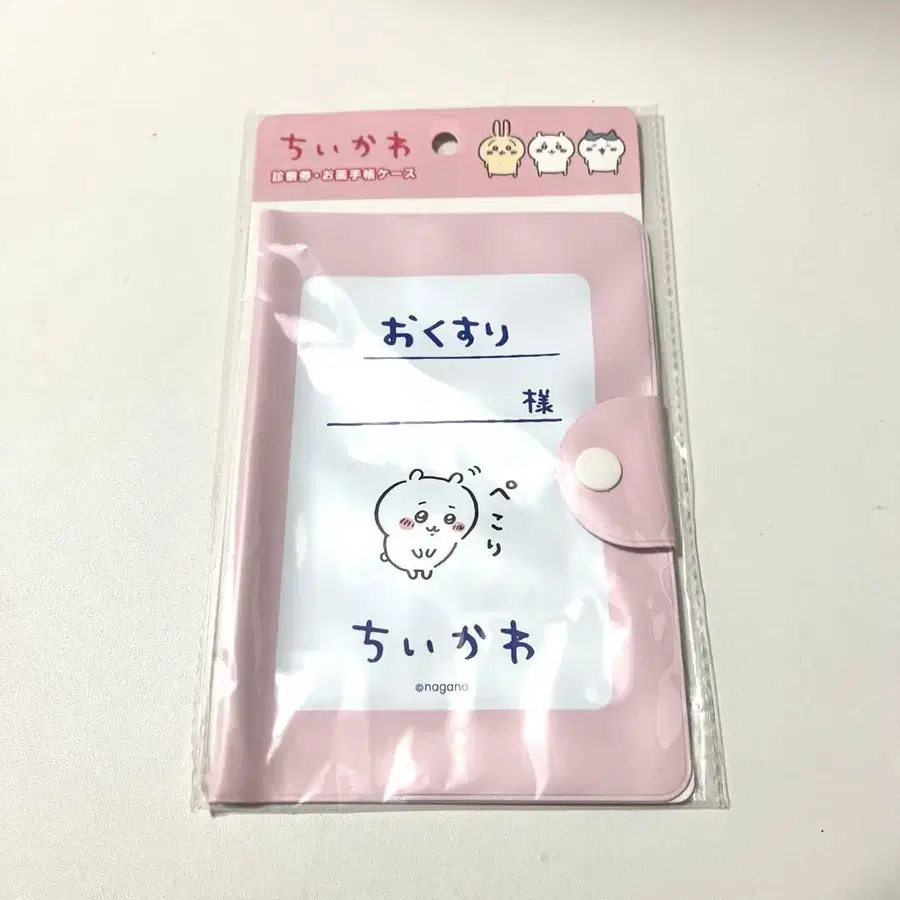 ちいかわ
診察券・お薬手帳ケース
おくすり
様
ぺこり
ちいかわ
©nagano